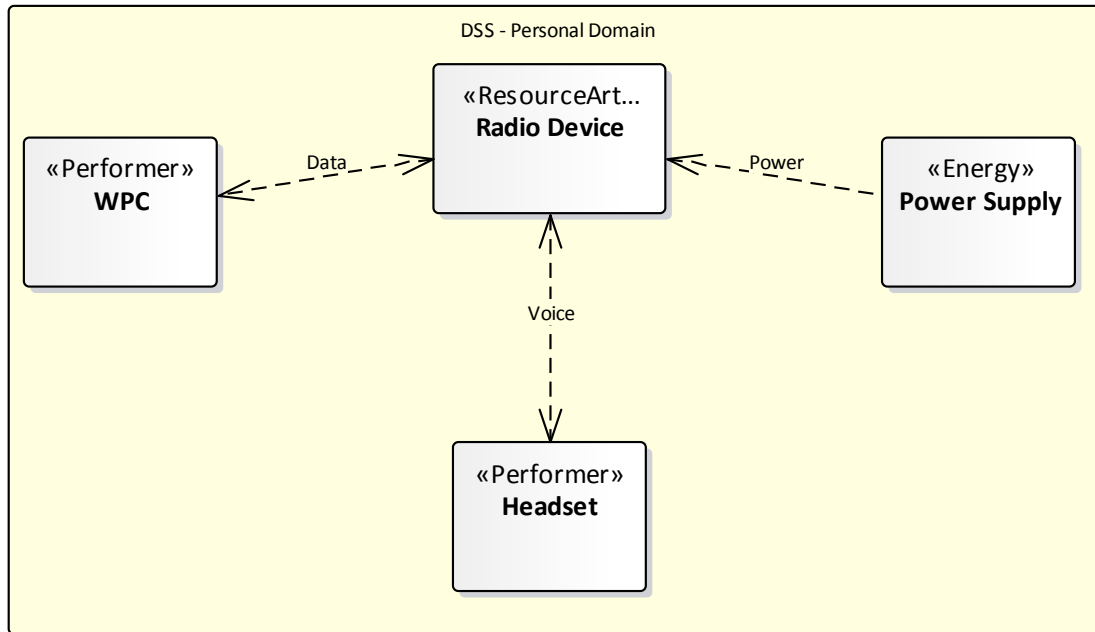 DSS - Personal Domain
«ResourceArt...
Radio Device
«Performer»
WPC
Data
Power
«Energy»
Power Supply
Voice
«Performer»
Headset